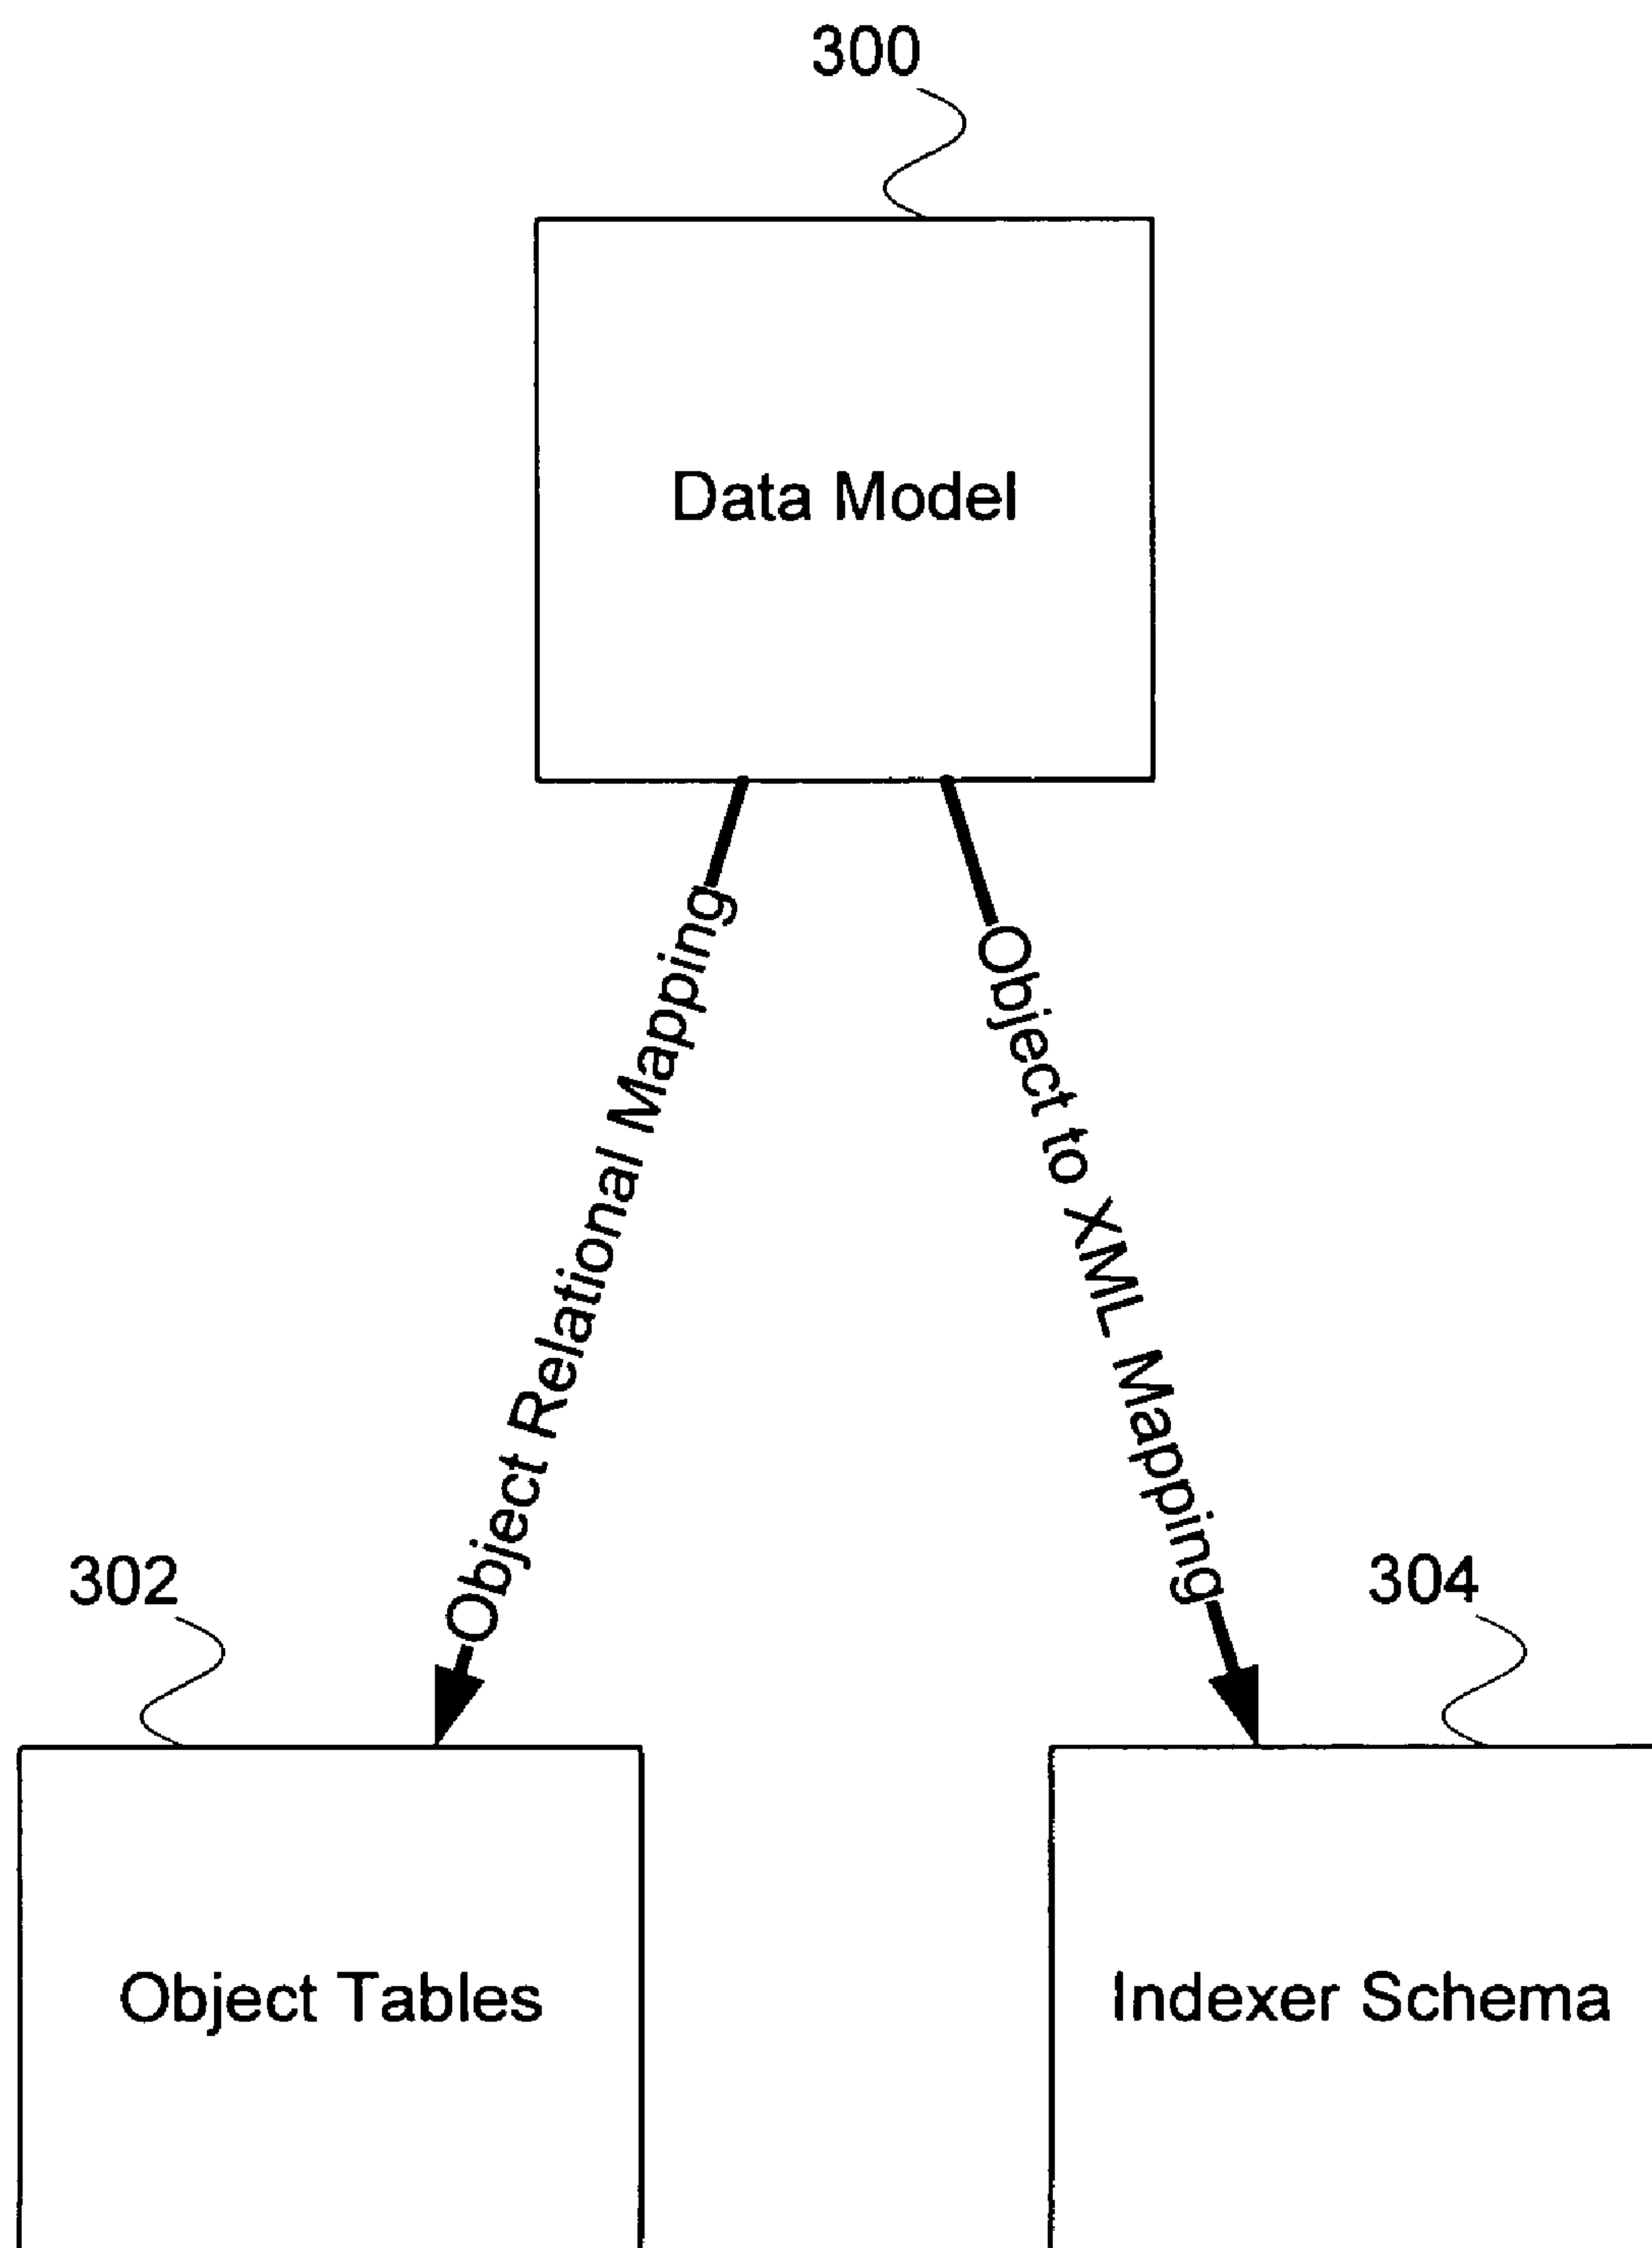 300
Data Model
Object Relational Mapping
Object to XML Mapping
302
304
Object Tables
Indexer Schema